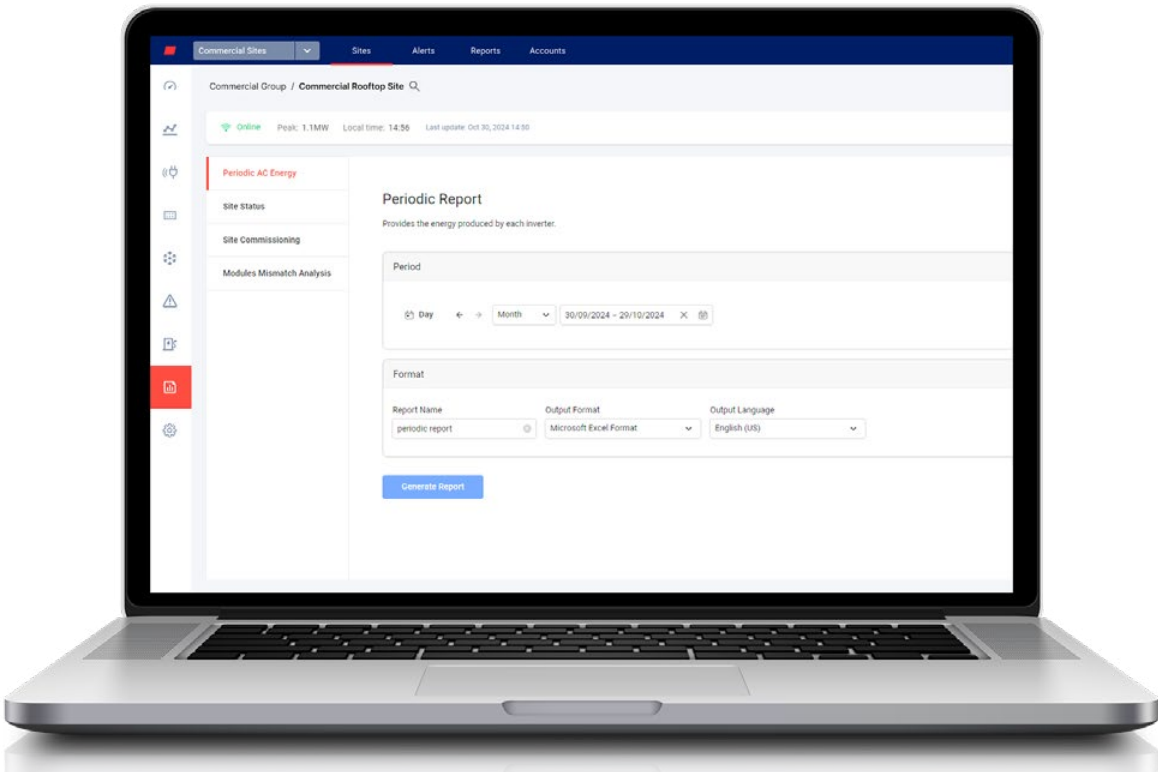 Commercial Sites
Sites Alerts Reports Accounts
Commercial Group / Commercial Rooftop Site
Online Peak: 1.1MW Local time: 14:56 Last update: Oct 30, 2024 14:50
Periodic AC Energy
Site Status
Site Commissioning
Modules Mismatch Analysis
Periodic Report
Provides the energy produced by each inverter.
Period
Day Month 30/09/2024 – 29/10/2024
Format
Report Name Output Format Output Language
periodic report Microsoft Excel Format English (US)
Generate Report